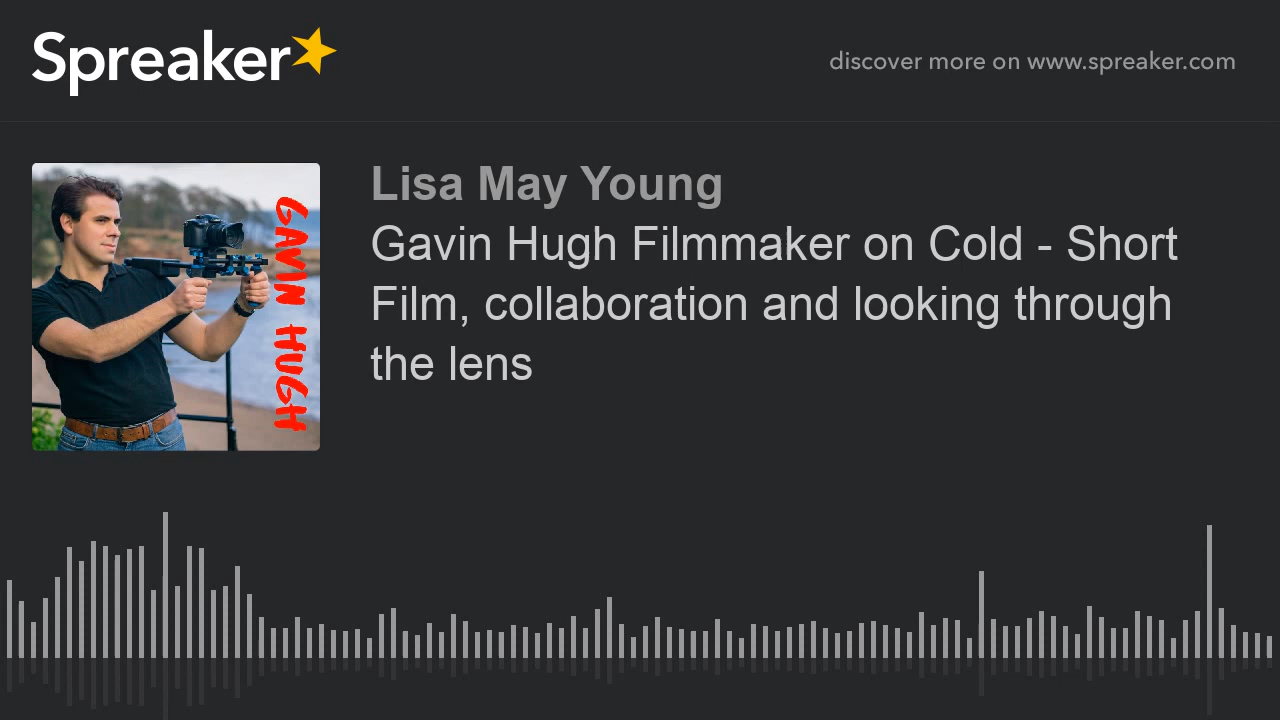 Spreaker
discover more on www.spreaker.com
GAVIN HUGH
Lisa May Young
Gavin Hugh Filmmaker on Cold - Short
Film, collaboration and looking through
the lens